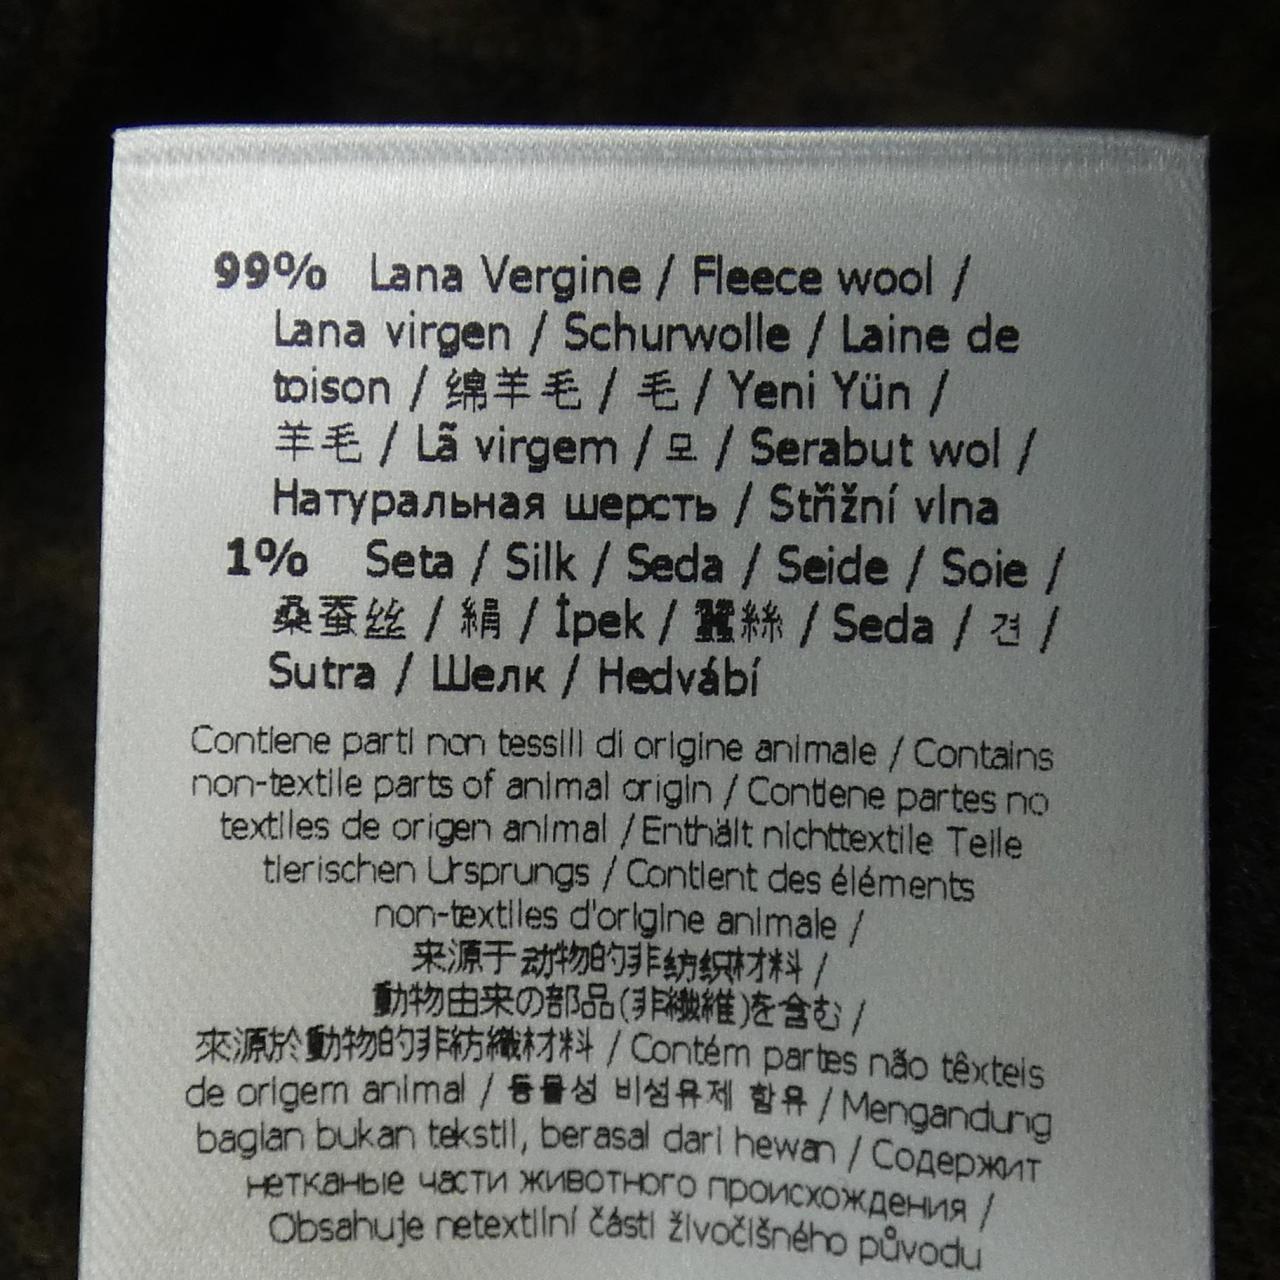 99% Lana Vergine / Fleece wool /
Lana virgen / Schurwolle / Laine de
toison / 绵羊毛 / 毛 / Yeni Yün /
羊毛 / Lã virgem / 모 / Serabut wol /
Натуральная шерсть / Střižní vlna
1% Seta / Silk / Seda / Seide / Soie /
桑蚕丝 / 絹 / İpek / 蠶絲 / Seda / 견 /
Sutra / Шелк / Hedvábí
Contiene parti non tessili di origine animale / Contains
non-textile parts of animal origin / Contiene partes no
textiles de origen animal / Enthält nichttextile Teile
tierischen Ursprungs / Contient des éléments
non-textiles d'origine animale /
来源于动物的非纺织材料 /
動物由来の部品(非繊維)を含む /
來源於動物的非紡織材料 / Contém partes não têxteis
de origem animal / 동물성 비섬유제 함유 / Mengandung
bagian bukan tekstil, berasal dari hewan / Содержит
нетканые части животного происхождения /
Obsahuje netextilní části živočišného původu